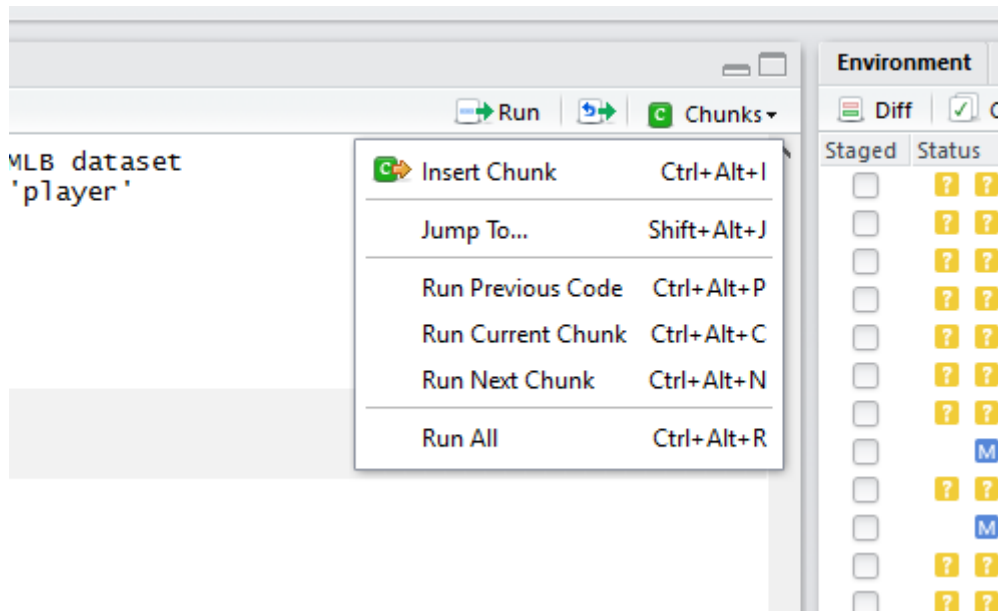 Environment
Run
Chunks
Diff
MLB dataset
'player'
Staged Status
Insert Chunk Ctrl+Alt+I
Jump To... Shift+Alt+J
Run Previous Code Ctrl+Alt+P
Run Current Chunk Ctrl+Alt+C
Run Next Chunk Ctrl+Alt+N
Run All Ctrl+Alt+R
? ?
? ?
? ?
? ?
? ?
? ?
? ?
M
? ?
M
? ?
? ?